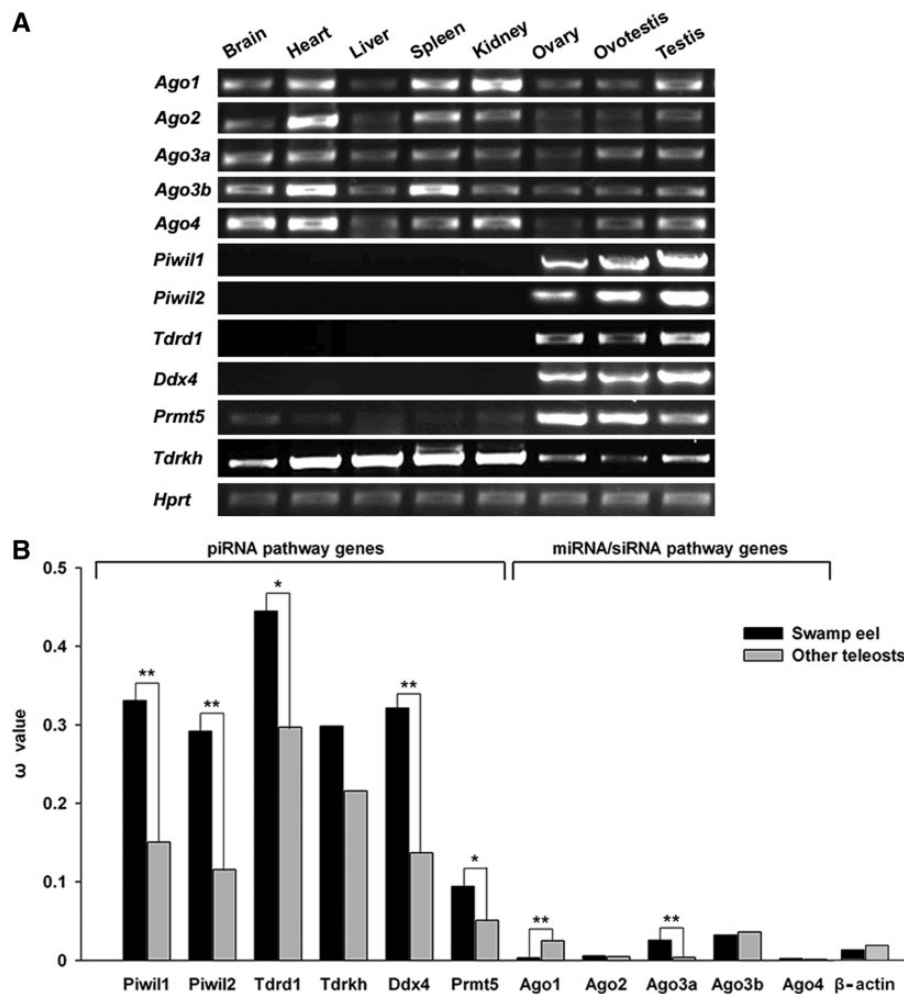 A
Brain Heart Liver Spleen Kidney Ovary Ovotestis Testis
Ago1
Ago2
Ago3a
Ago3b
Ago4
Piwil1
Piwil2
Tdrd1
Ddx4
Prmt5
Tdrkh
Hprt
B
piRNA pathway genes miRNA/siRNA pathway genes
0.5
0.4
0.3
0.2
0.1
0
ω value
** ** * ** * ** **
Swamp eel
Other teleosts
Piwil1 Piwil2 Tdrd1 Tdrkh Ddx4 Prmt5 Ago1 Ago2 Ago3a Ago3b Ago4 β-actin